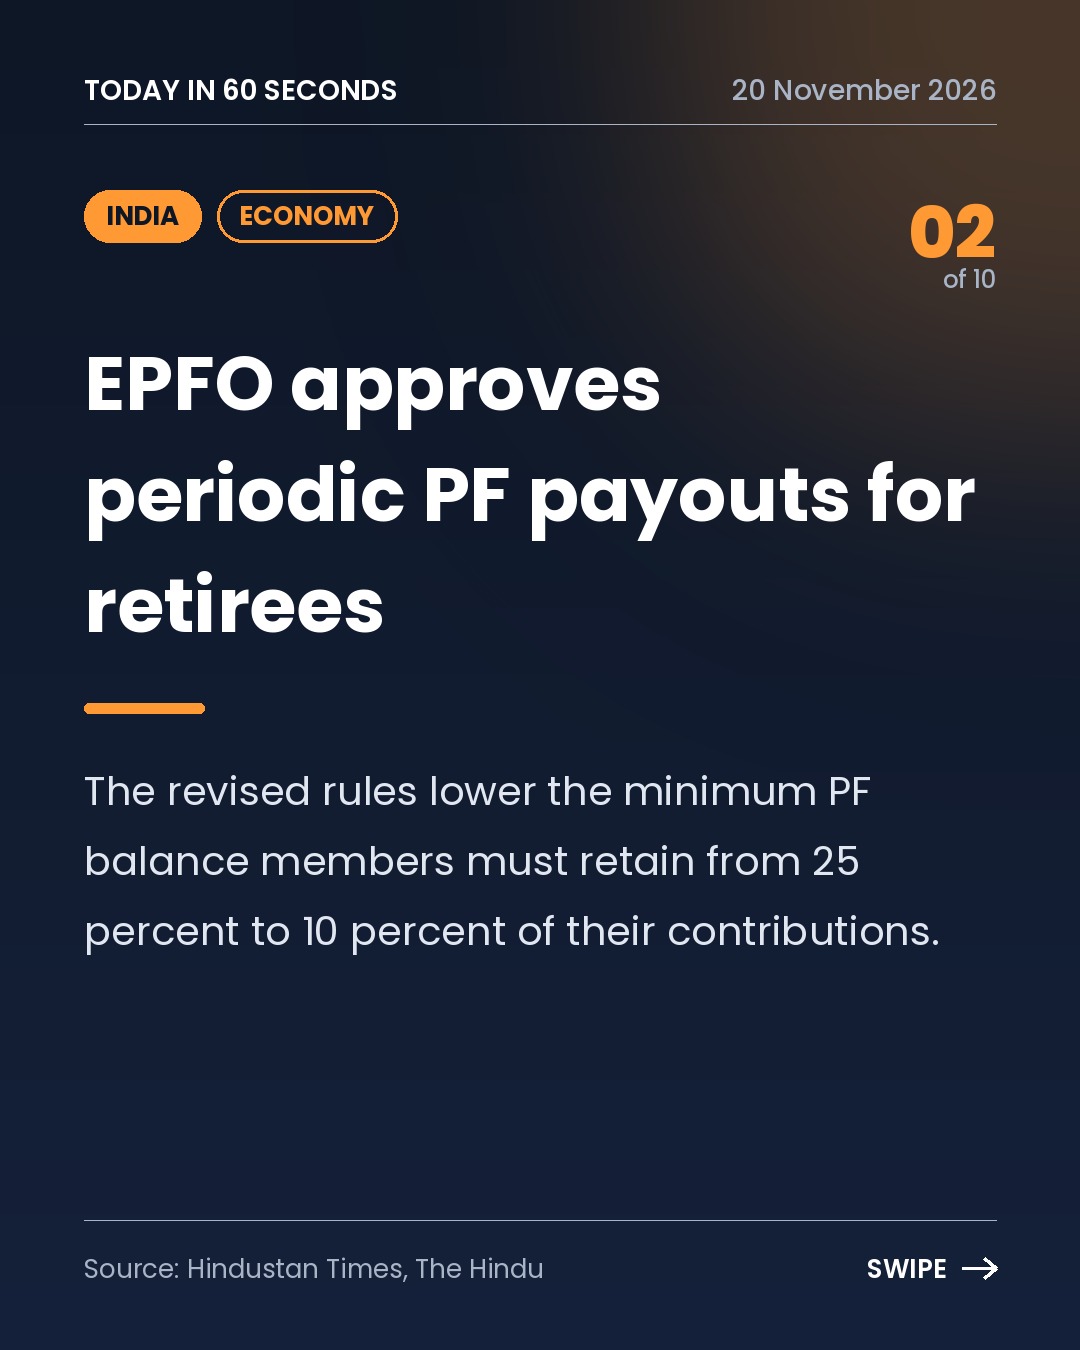 TODAY IN 60 SECONDS
20 November 2026
INDIA
ECONOMY
02
of 10
EPFO approves
periodic PF payouts for
retirees
The revised rules lower the minimum PF
balance members must retain from 25
percent to 10 percent of their contributions.
Source: Hindustan Times, The Hindu
SWIPE →